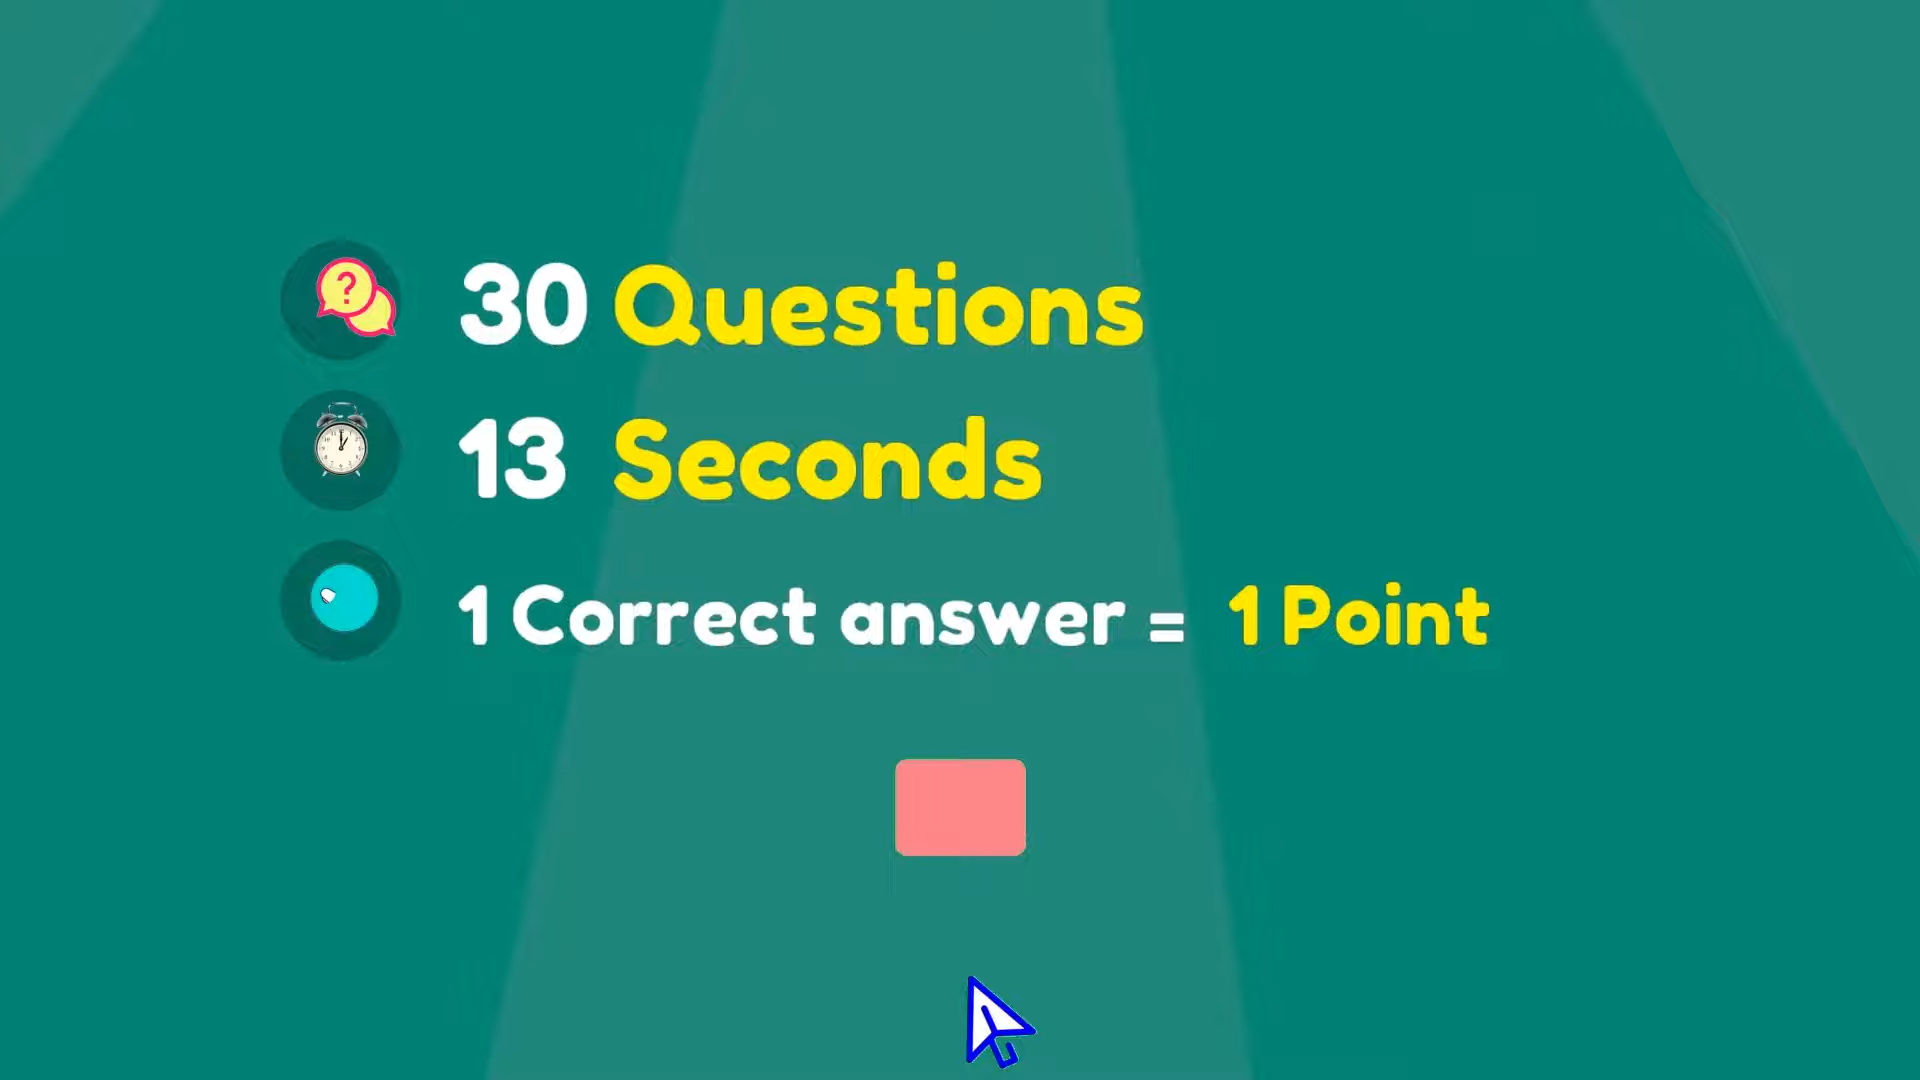 30 Questions
13 Seconds
1 Correct answer = 1 Point